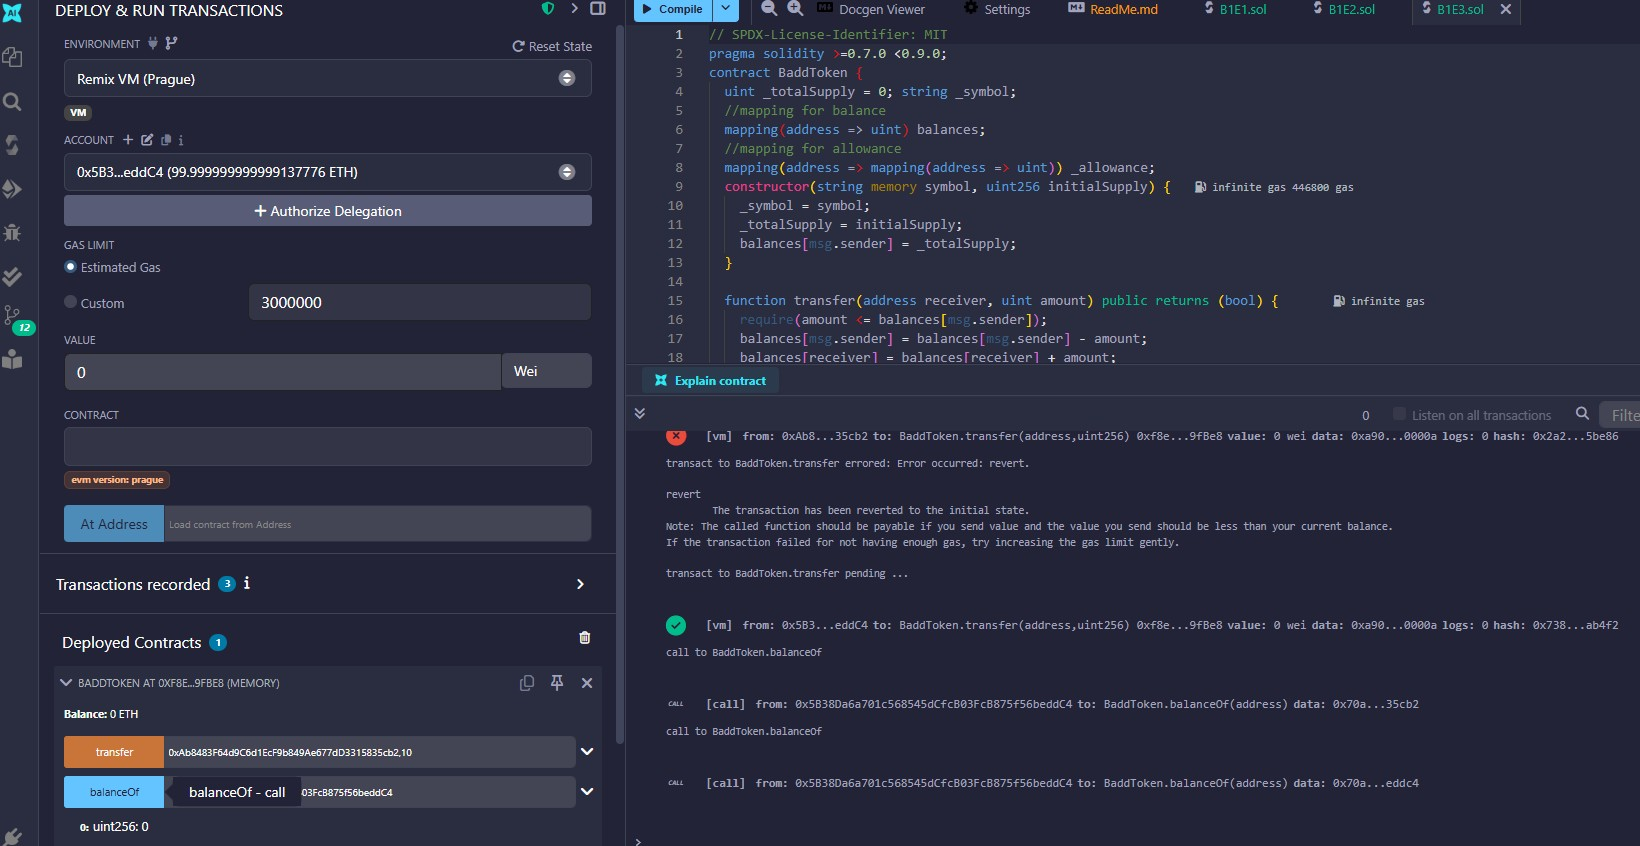 DEPLOY & RUN TRANSACTIONS
ENVIRONMENT
Reset State
Remix VM (Prague)
VM
ACCOUNT
0x5B3...eddC4 (99.999999999999137776 ETH)
Authorize Delegation
GAS LIMIT
Estimated Gas
Custom
3000000
VALUE
0
Wei
CONTRACT
evm version: prague
At Address
Load contract from Address
Transactions recorded 3 i
Deployed Contracts 1
BADDTOKEN AT 0XF8E...9FBE8 (MEMORY)
Balance: 0 ETH
transfer
0xAb8483F64d9C6d1EcF9b849Ae677dD3315835cb2,10
balanceOf
balanceOf - call
03FcB875f56beddC4
0: uint256: 0
12
AI
Compile
Docgen Viewer
Settings
ReadMe.md
B1E1.sol
B1E2.sol
B1E3.sol
1 // SPDX-License-Identifier: MIT
2 pragma solidity >=0.7.0 <0.9.0;
3 contract BaddToken {
4 uint _totalSupply = 0; string _symbol;
5 //mapping for balance
6 mapping(address => uint) balances;
7 //mapping for allowance
8 mapping(address => mapping(address => uint)) _allowance;
9 constructor(string memory symbol, uint256 initialSupply) { infinite gas 446800 gas
10 _symbol = symbol;
11 _totalSupply = initialSupply;
12 balances[msg.sender] = _totalSupply;
13 }
14
15 function transfer(address receiver, uint amount) public returns (bool) { infinite gas
16 require(amount <= balances[msg.sender]);
17 balances[msg.sender] = balances[msg.sender] - amount;
18 balances[receiver] = balances[receiver] + amount;
Explain contract
0
Listen on all transactions
Filte
[vm] from: 0xAb8...35cb2 to: BaddToken.transfer(address,uint256) 0xf8e...9fBe8 value: 0 wei data: 0xa90...0000a logs: 0 hash: 0x2a2...5be86
transact to BaddToken.transfer errored: Error occurred: revert.
revert
The transaction has been reverted to the initial state.
Note: The called function should be payable if you send value and the value you send should be less than your current balance.
If the transaction failed for not having enough gas, try increasing the gas limit gently.
transact to BaddToken.transfer pending ...
[vm] from: 0x5B3...eddC4 to: BaddToken.transfer(address,uint256) 0xf8e...9fBe8 value: 0 wei data: 0xa90...0000a logs: 0 hash: 0x738...ab4f2
call to BaddToken.balanceOf
CALL [call] from: 0x5B38Da6a701c568545dCfcB03FcB875f56beddC4 to: BaddToken.balanceOf(address) data: 0x70a...35cb2
call to BaddToken.balanceOf
CALL [call] from: 0x5B38Da6a701c568545dCfcB03FcB875f56beddC4 to: BaddToken.balanceOf(address) data: 0x70a...eddc4
>